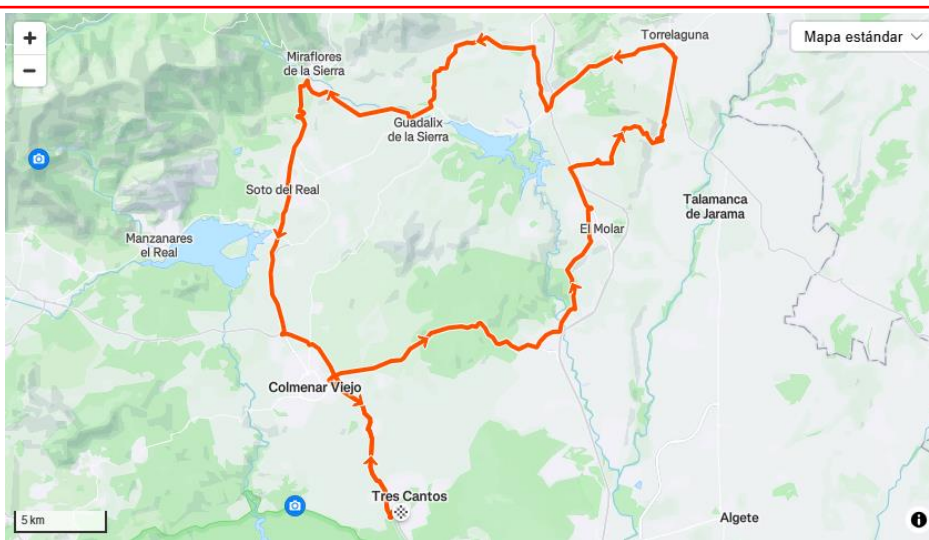 +
−
Mapa estándar
Torrelaguna
Miraflores
de la Sierra
Guadalix
de la Sierra
Soto del Real
Talamanca
de Jarama
El Molar
Manzanares
el Real
Colmenar Viejo
Tres Cantos
5 km
Algete